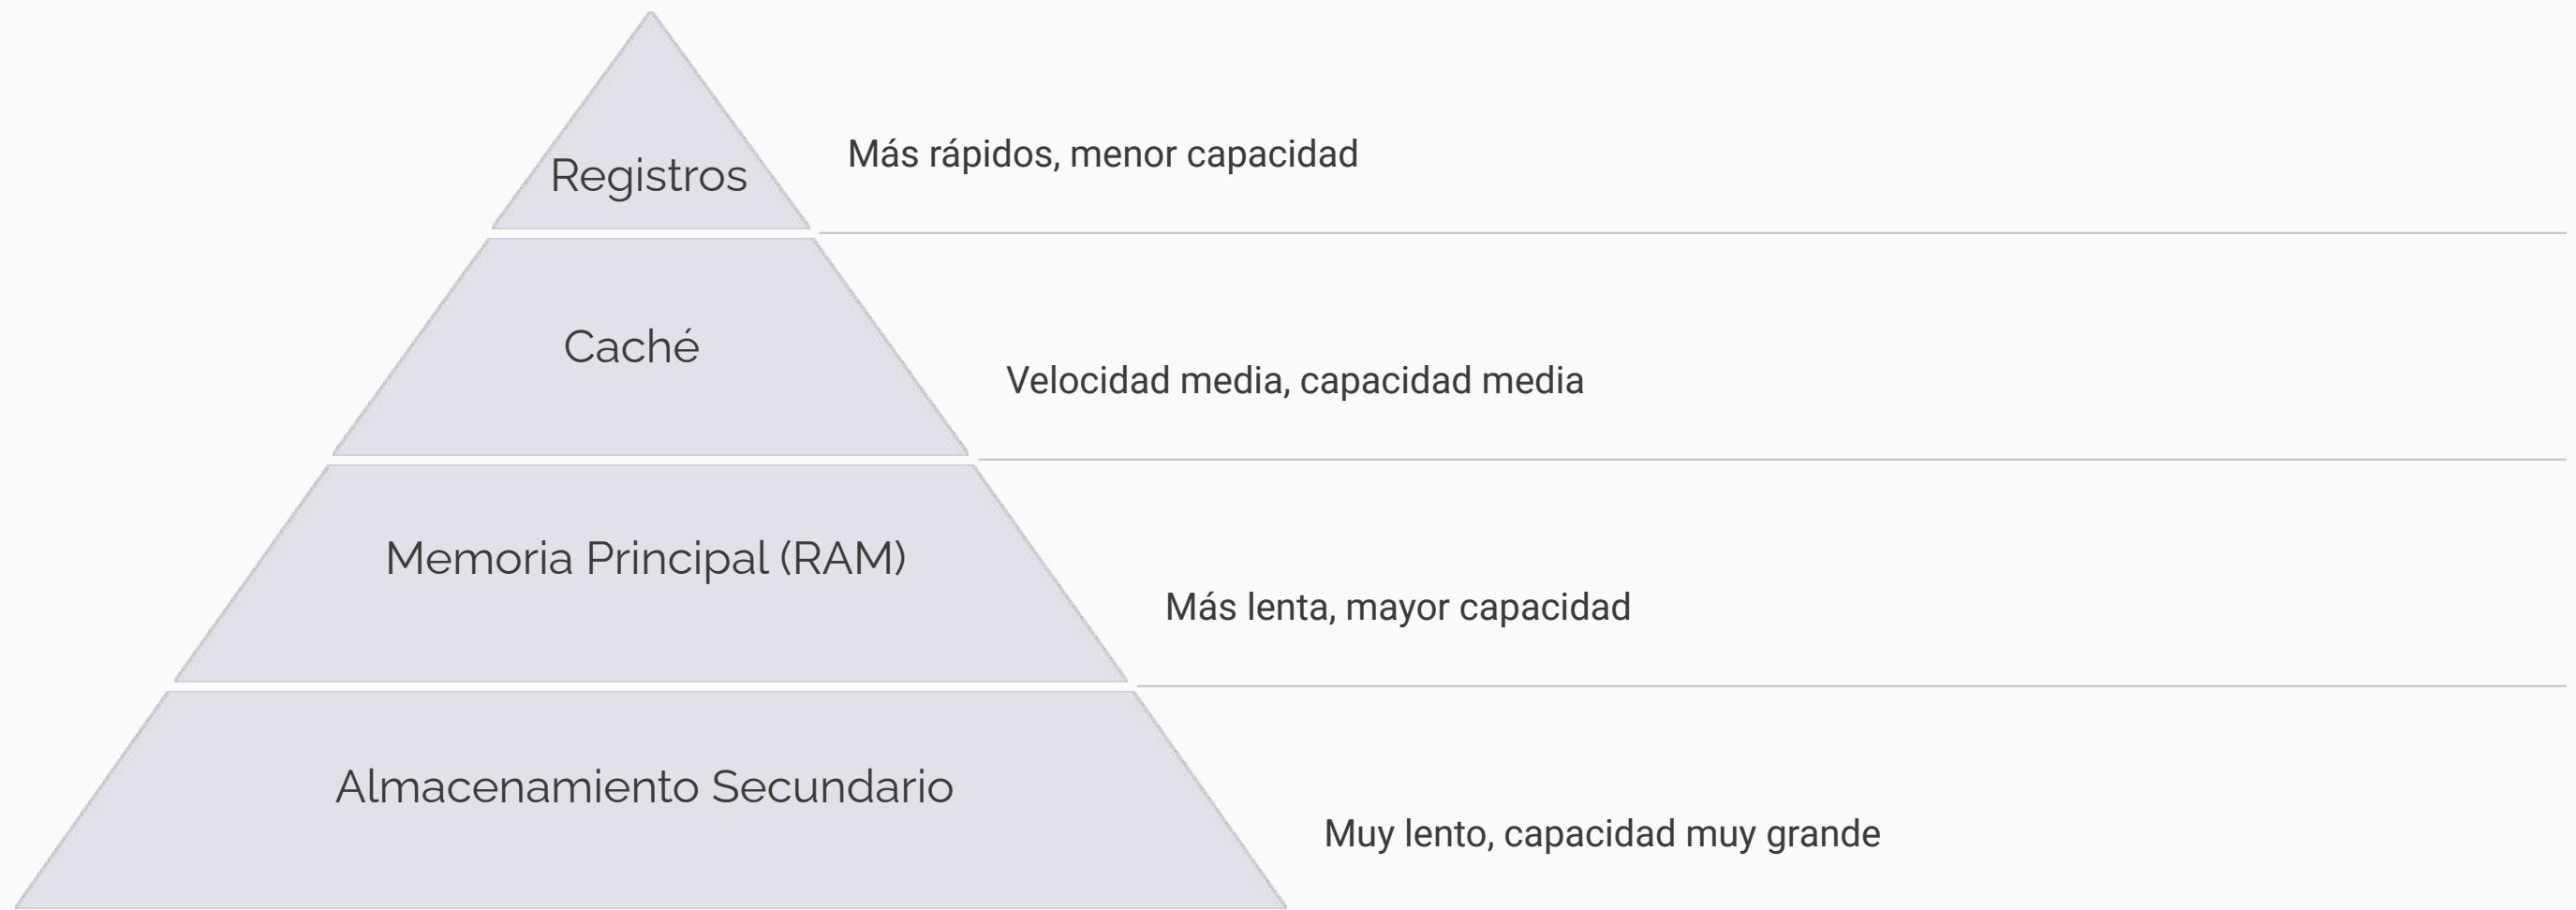 Registros
Más rápidos, menor capacidad
Caché
Velocidad media, capacidad media
Memoria Principal (RAM)
Más lenta, mayor capacidad
Almacenamiento Secundario
Muy lento, capacidad muy grande